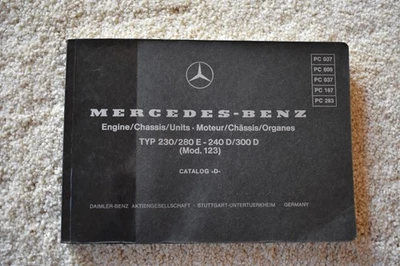 PC 007
PC 009
PC 037
PC 167
PC 283
MERCEDES-BENZ
Engine/Chassis/Units - Moteur/Châssis/Organes
TYP 230/280 E - 240 D/300 D
(Mod. 123)
CATALOG »D«
DAIMLER-BENZ AKTIENGESELLSCHAFT · STUTTGART-UNTERTUERKHEIM · GERMANY